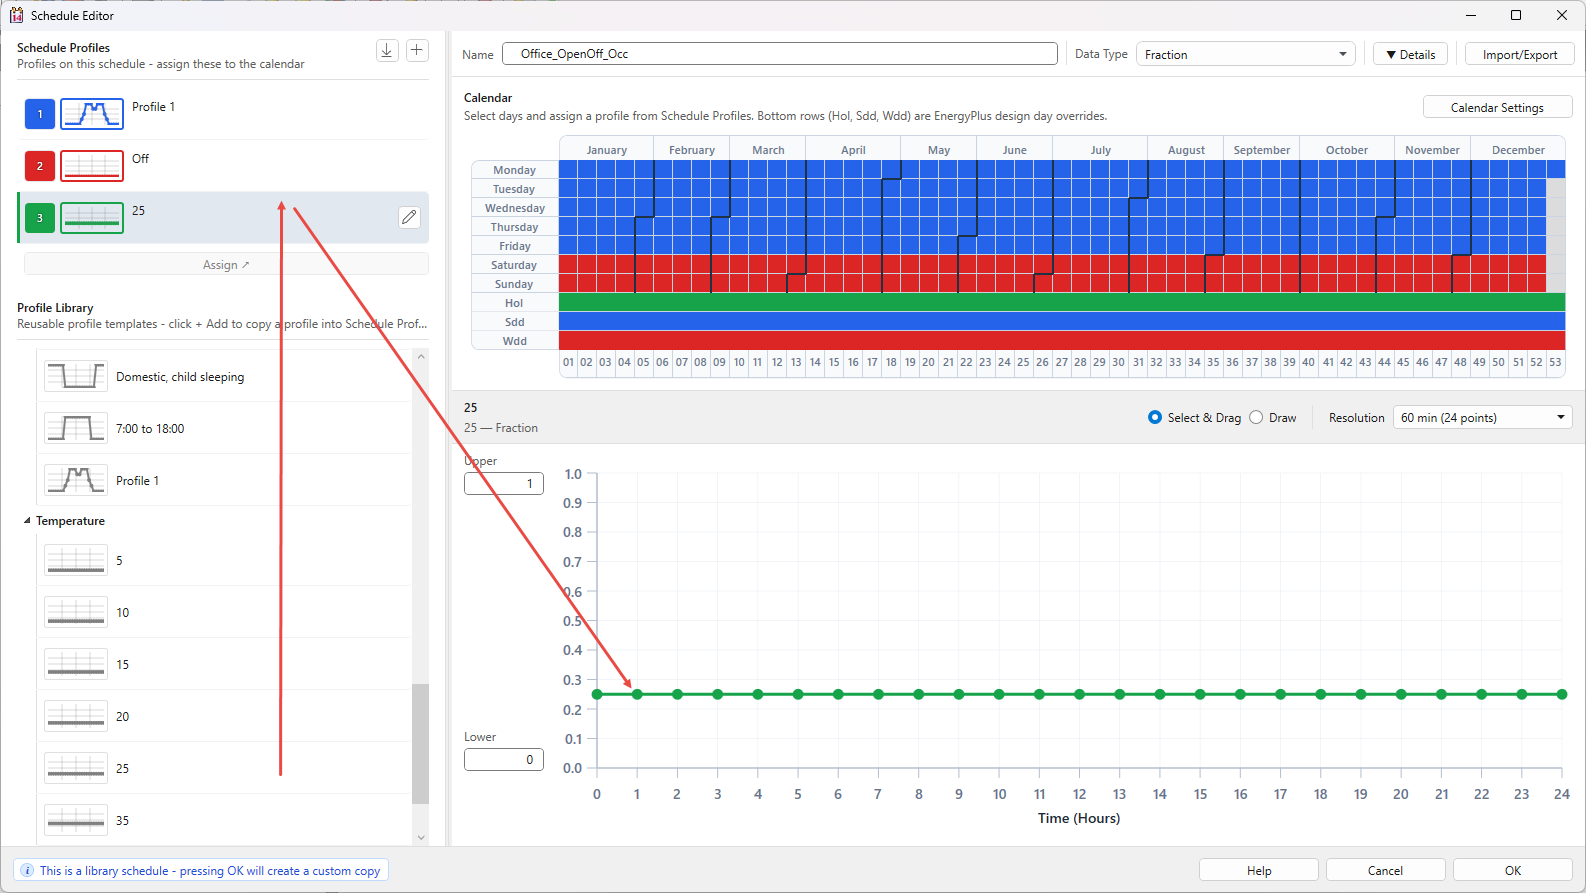 Schedule Editor
Schedule Profiles
Profiles on this schedule - assign these to the calendar
1 Profile 1
2 Off
3 25
Assign ↗
Profile Library
Reusable profile templates - click + Add to copy a profile into Schedule Prof...
Domestic, child sleeping
7:00 to 18:00
Profile 1
Temperature
5
10
15
20
25
35
Name Office_OpenOff_Occ Data Type Fraction ▼ Details Import/Export
Calendar
Select days and assign a profile from Schedule Profiles. Bottom rows (Hol, Sdd, Wdd) are EnergyPlus design day overrides.
Calendar Settings
January February March April May June July August September October November December
Monday
Tuesday
Wednesday
Thursday
Friday
Saturday
Sunday
Hol
Sdd
Wdd
01 02 03 04 05 06 07 08 09 10 11 12 13 14 15 16 17 18 19 20 21 22 23 24 25 26 27 28 29 30 31 32 33 34 35 36 37 38 39 40 41 42 43 44 45 46 47 48 49 50 51 52 53
25
25 — Fraction
Select & Drag Draw Resolution 60 min (24 points)
Upper
1
Lower
0
1.0
0.9
0.8
0.7
0.6
0.5
0.4
0.3
0.2
0.1
0.0
0 1 2 3 4 5 6 7 8 9 10 11 12 13 14 15 16 17 18 19 20 21 22 23 24
Time (Hours)
This is a library schedule - pressing OK will create a custom copy
Help Cancel OK